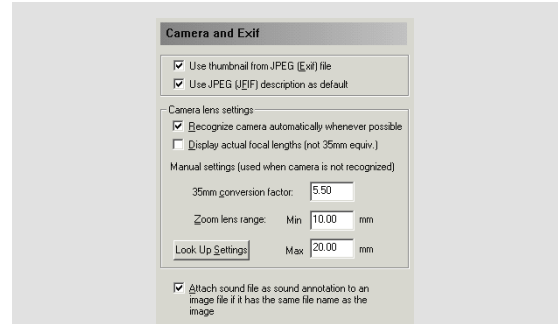 Camera and Exif
Use thumbnail from JPEG (Exif) file
Use JPEG (JFIF) description as default
Camera lens settings
Recognize camera automatically whenever possible
Display actual focal lengths (not 35mm equiv.)
Manual settings (used when camera is not recognized)
35mm conversion factor: 5.50
Zoom lens range: Min 10.00 mm
Look Up Settings Max 20.00 mm
Attach sound file as sound annotation to an
image file if it has the same file name as the
image